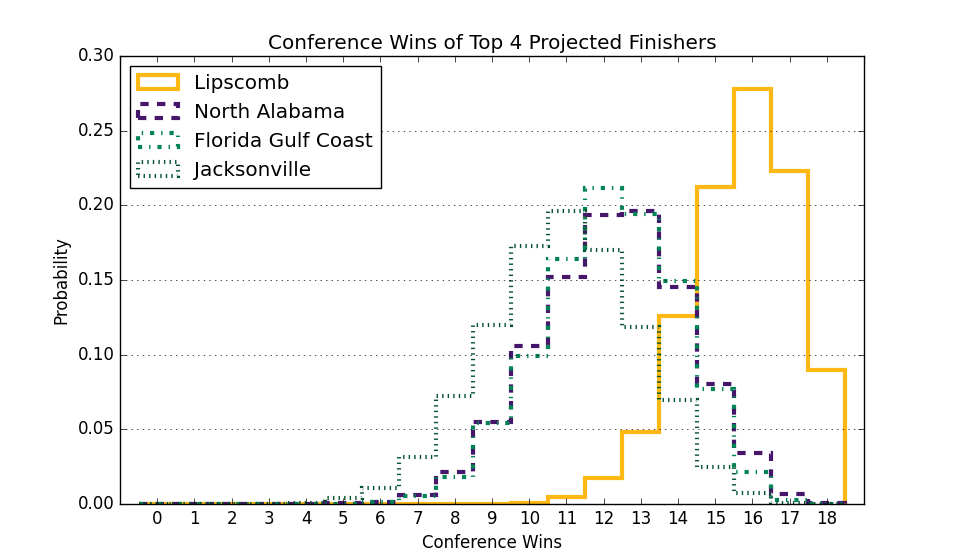 Conference Wins of Top 4 Projected Finishers
0.30
0.25
0.20
0.15
0.10
0.05
0.00
Probability
Lipscomb
North Alabama
Florida Gulf Coast
Jacksonville
0 1 2 3 4 5 6 7 8 9 10 11 12 13 14 15 16 17 18
Conference Wins